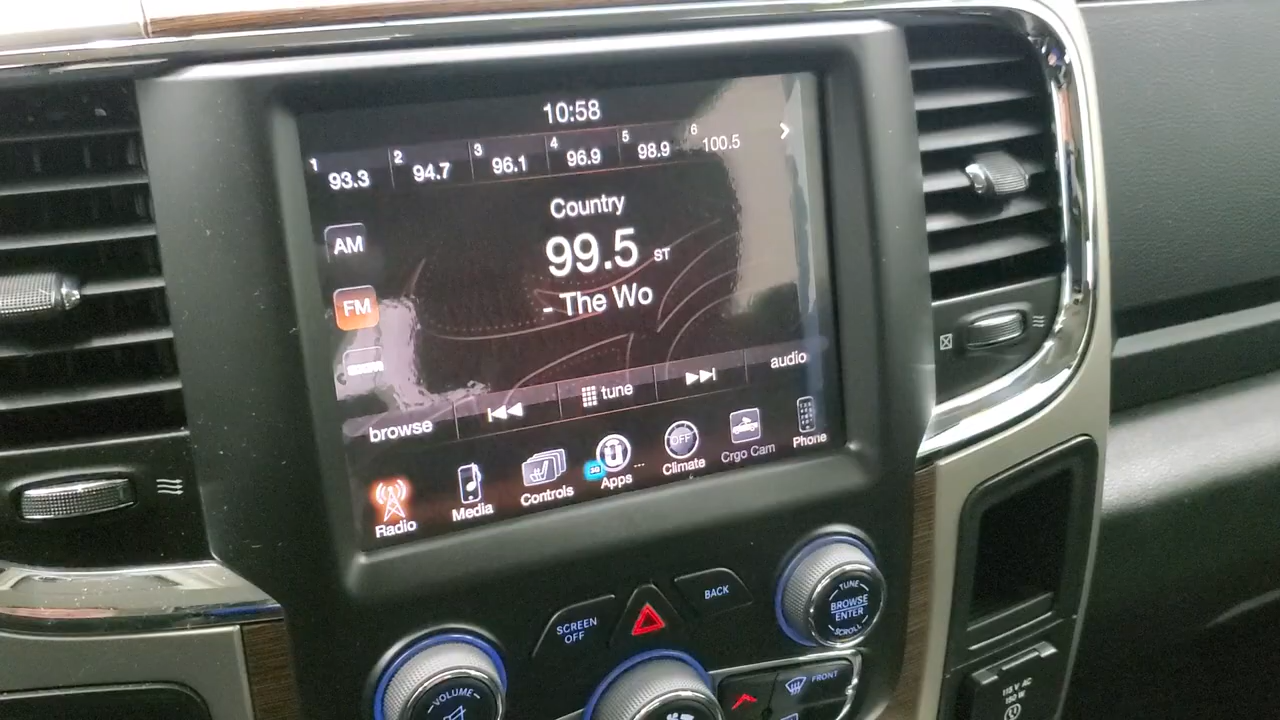 10:58
1 93.3 2 94.7 3 96.1 4 96.9 5 98.9 6 100.5
Country
AM
99.5 ST
FM
- The Wo
browse tune audio
Radio Media Controls Apps Climate Crgo Cam Phone
OFF
SCREEN OFF
BACK
TUNE
BROWSE
ENTER
SCROLL
VOLUME
FRONT
115 V AC
150 W